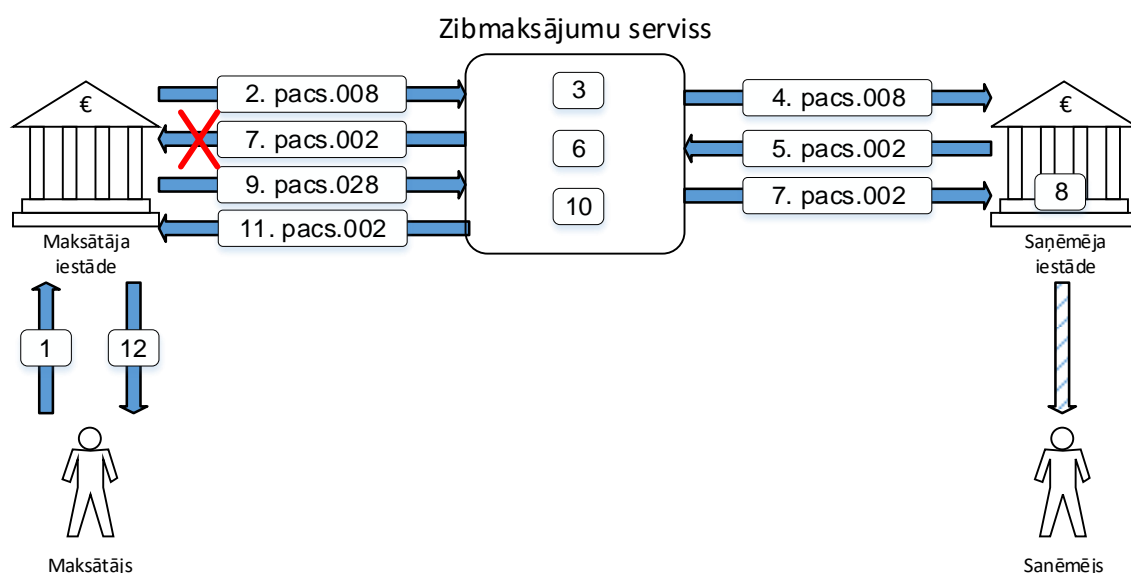 Zibmaksājumu serviss
€
2. pacs.008
3
4. pacs.008
€
7. pacs.002
6
5. pacs.002
9. pacs.028
10
7. pacs.002
8
11. pacs.002
Maksātāja
iestāde
Saņēmēja
iestāde
1
12
Maksātājs
Saņēmējs